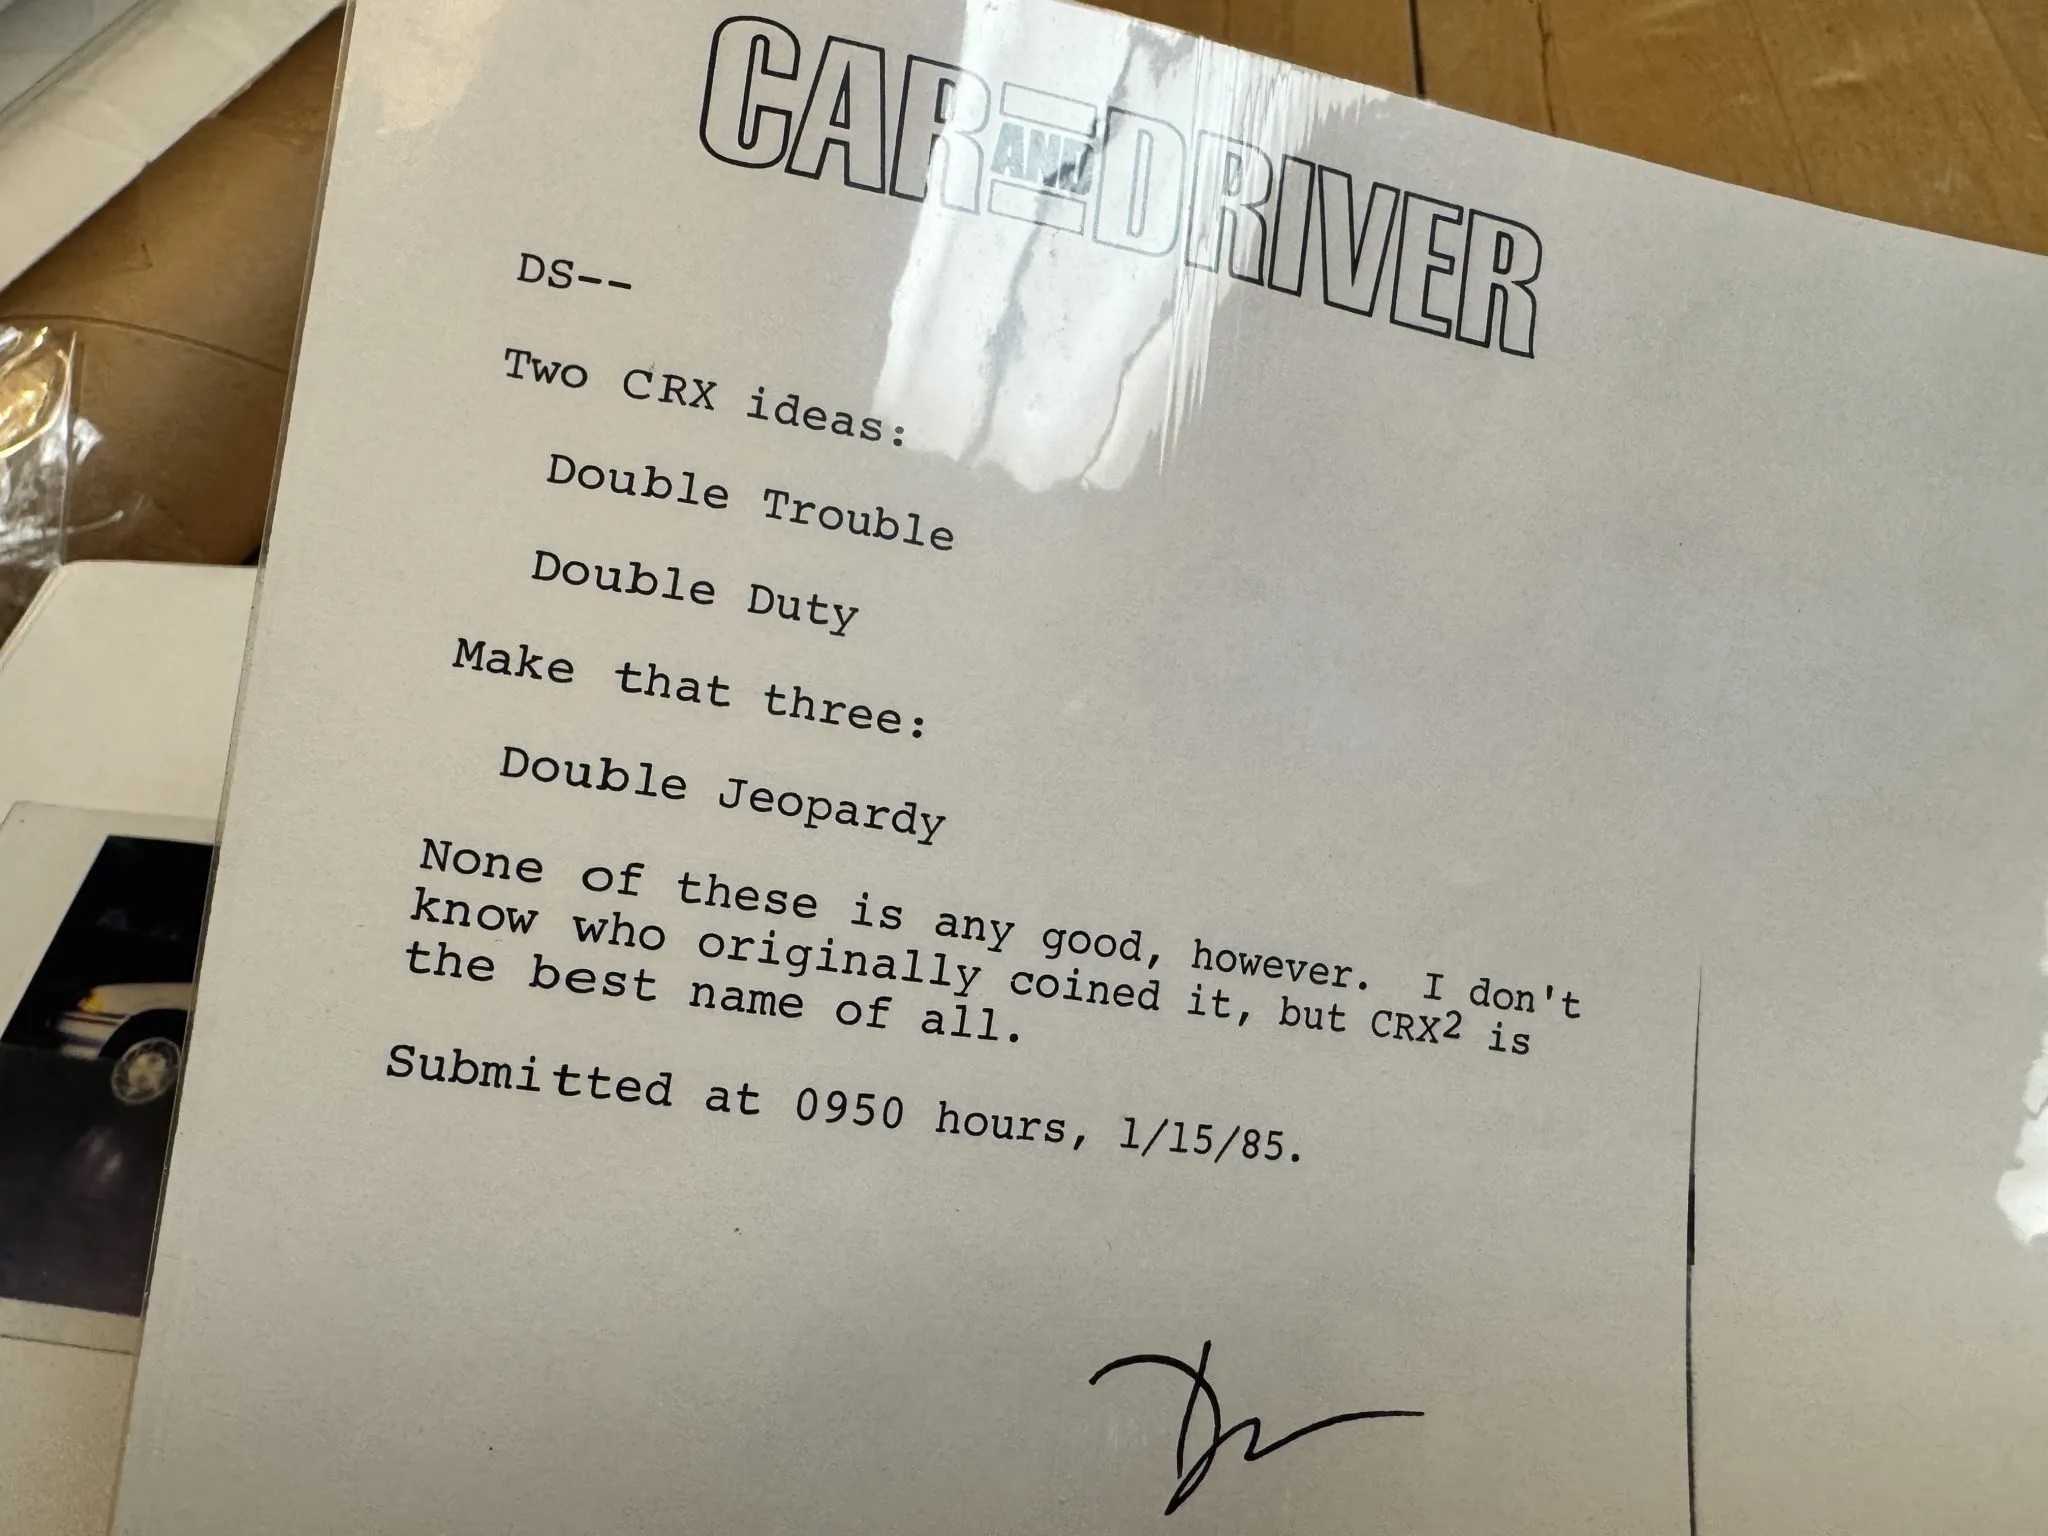 CAR AND DRIVER
DS--
Two CRX ideas:
Double Trouble
Double Duty
Make that three:
Double Jeopardy
None of these is any good, however. I don't
know who originally coined it, but CRX2 is
the best name of all.
Submitted at 0950 hours, 1/15/85.